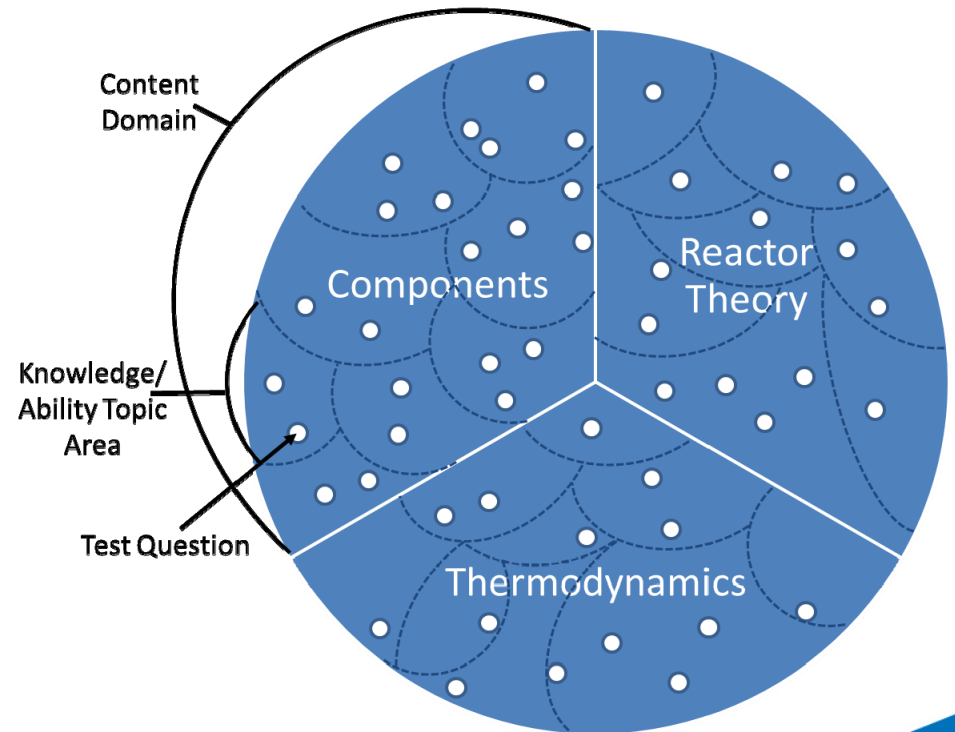 Content
Domain
Components
Reactor
Theory
Knowledge/
Ability Topic
Area
Test Question
Thermodynamics